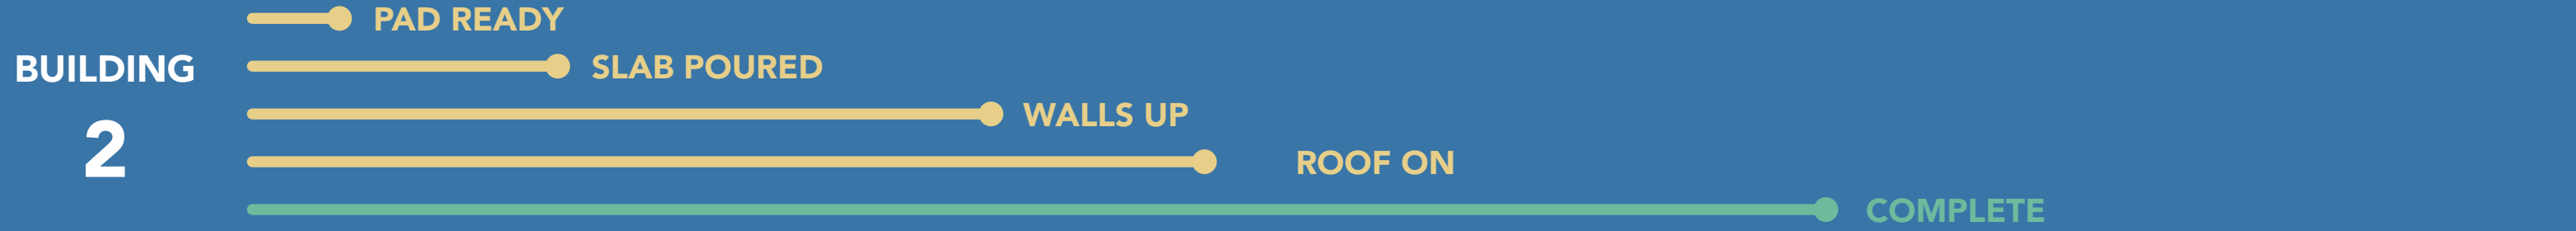 BUILDING
2
PAD READY
SLAB POURED
WALLS UP
ROOF ON
COMPLETE